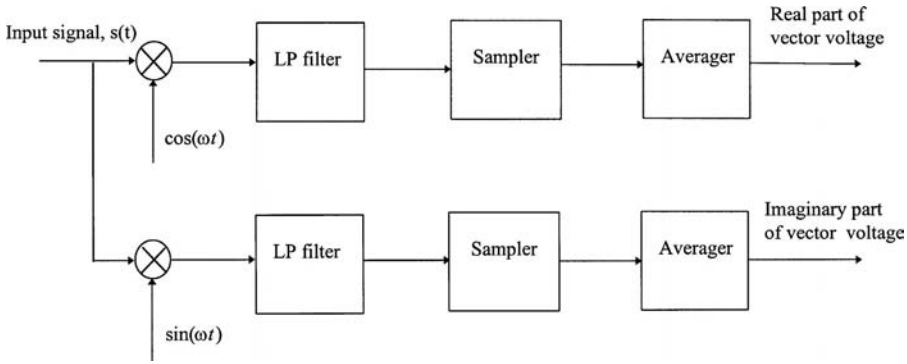 Input signal, s(t)
LP filter
Sampler
Averager
Real part of
vector voltage
cos(ωt)
LP filter
Sampler
Averager
Imaginary part
of vector voltage
sin(ωt)